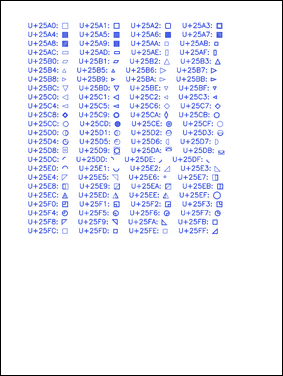 U+25A0: ■ U+25A1: □ U+25A2: ▢ U+25A3: ▣
U+25A4: ▤ U+25A5: ▥ U+25A6: ▦ U+25A7: ▧
U+25A8: ▨ U+25A9: ▩ U+25AA: ▪ U+25AB: ▫
U+25AC: ▬ U+25AD: ▭ U+25AE: ▮ U+25AF: ▯
U+25B0: ▰ U+25B1: ▱ U+25B2: ▲ U+25B3: △
U+25B4: ▴ U+25B5: ▵ U+25B6: ▶ U+25B7: ▷
U+25B8: ▸ U+25B9: ▹ U+25BA: ► U+25BB: ▻
U+25BC: ▼ U+25BD: ▽ U+25BE: ▾ U+25BF: ▿
U+25C0: ◀ U+25C1: ◁ U+25C2: ◂ U+25C3: ◃
U+25C4: ◄ U+25C5: ◅ U+25C6: ◆ U+25C7: ◇
U+25C8: ◈ U+25C9: ◉ U+25CA: ◊ U+25CB: ○
U+25CC: ◌ U+25CD: ◍ U+25CE: ◎ U+25CF: ●
U+25D0: ◐ U+25D1: ◑ U+25D2: ◒ U+25D3: ◓
U+25D4: ◔ U+25D5: ◕ U+25D6: ◖ U+25D7: ◗
U+25D8: ◘ U+25D9: ◙ U+25DA: ◚ U+25DB: ◛
U+25DC: ◜ U+25DD: ◝ U+25DE: ◞ U+25DF: ◟
U+25E0: ◠ U+25E1: ◡ U+25E2: ◢ U+25E3: ◣
U+25E4: ◤ U+25E5: ◥ U+25E6: ◦ U+25E7: ◧
U+25E8: ◨ U+25E9: ◩ U+25EA: ◪ U+25EB: ◫
U+25EC: ◬ U+25ED: ◭ U+25EE: ◮ U+25EF: ◯
U+25F0: ◰ U+25F1: ◱ U+25F2: ◲ U+25F3: ◳
U+25F4: ◴ U+25F5: ◵ U+25F6: ◶ U+25F7: ◷
U+25F8: ◸ U+25F9: ◹ U+25FA: ◺ U+25FB: ◻
U+25FC: ◼ U+25FD: ◽ U+25FE: ◾ U+25FF: ◿